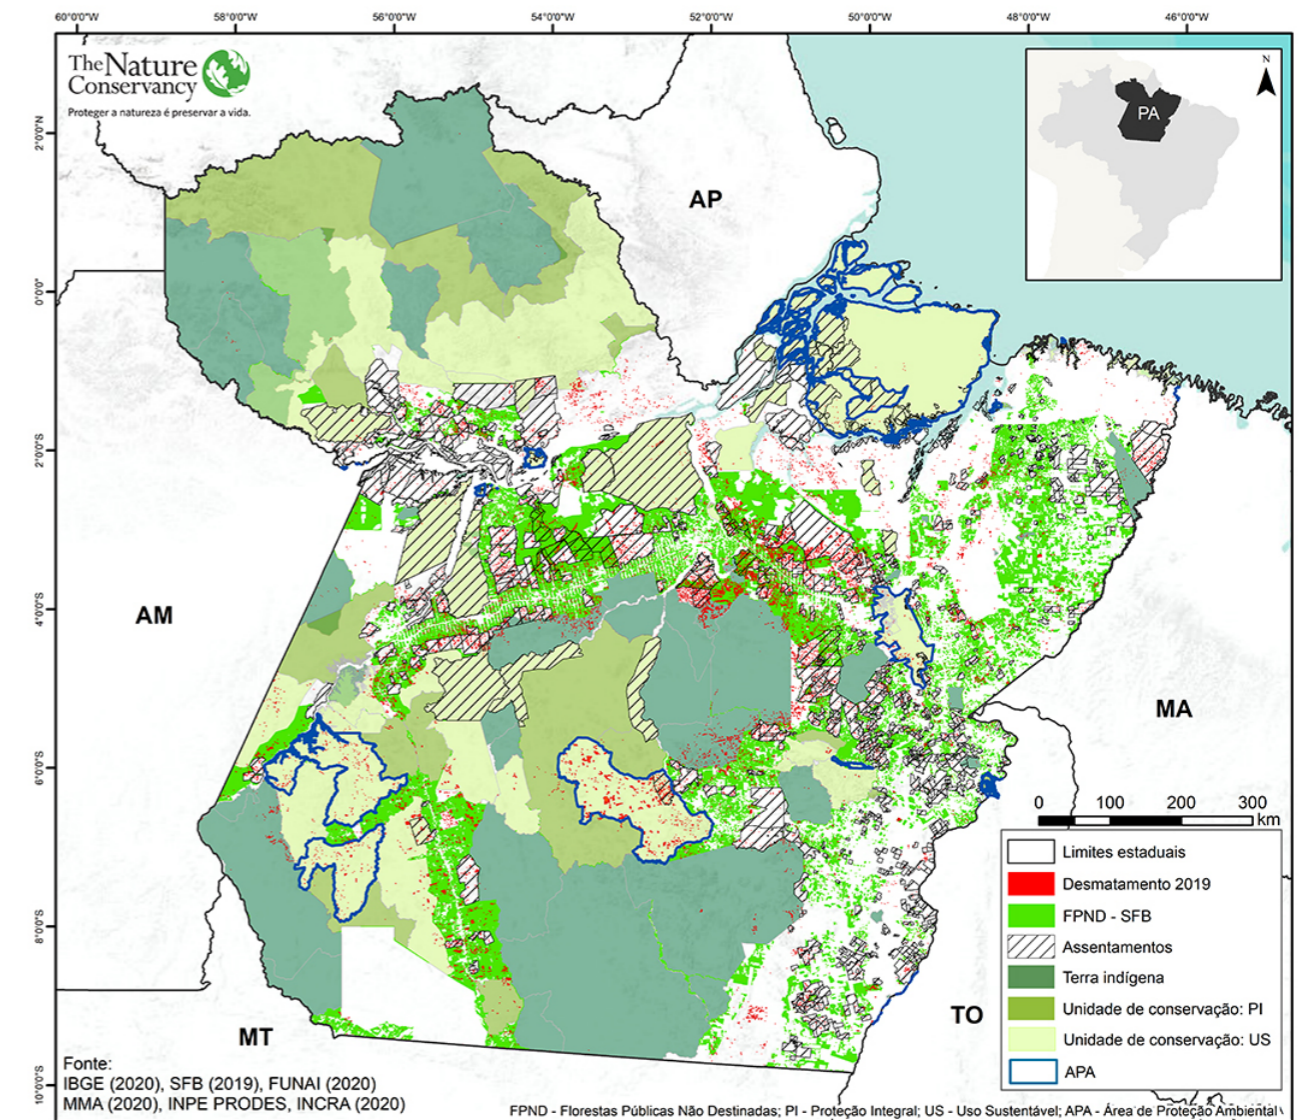 60°0'0"W 58°0'0"W 56°0'0"W 54°0'0"W 52°0'0"W 50°0'0"W 48°0'0"W 46°0'0"W
The Nature
Conservancy
Proteger a natureza é preservar a vida.
N
PA
2°0'0"N
AP
0°0'0"
2°0'0"S
4°0'0"S
AM
MA
6°0'0"S
0 100 200 300
km
Limites estaduais
Desmatamento 2019
FPND - SFB
Assentamentos
Terra indígena
Unidade de conservação: PI
Unidade de conservação: US
APA
8°0'0"S
TO
MT
10°0'0"S
Fonte:
IBGE (2020), SFB (2019), FUNAI (2020)
MMA (2020), INPE PRODES, INCRA (2020)
FPND - Florestas Públicas Não Destinadas; PI - Proteção Integral; US - Uso Sustentável; APA - Área de Proteção Ambiental